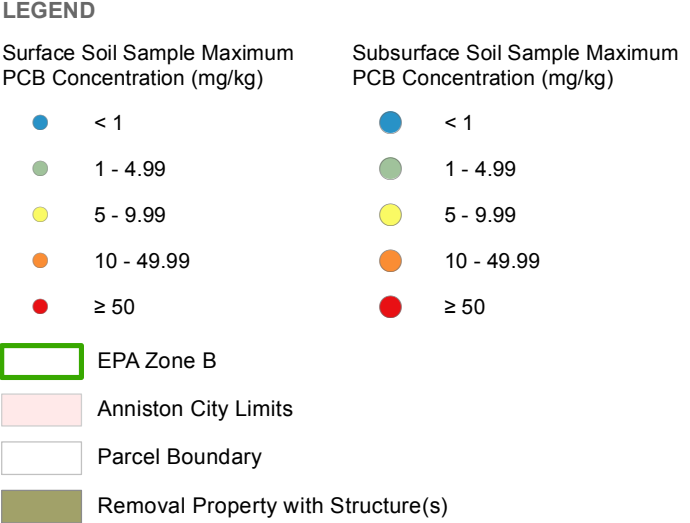 LEGEND
Surface Soil Sample Maximum
PCB Concentration (mg/kg)
< 1
1 - 4.99
5 - 9.99
10 - 49.99
≥ 50
Subsurface Soil Sample Maximum
PCB Concentration (mg/kg)
< 1
1 - 4.99
5 - 9.99
10 - 49.99
≥ 50
EPA Zone B
Anniston City Limits
Parcel Boundary
Removal Property with Structure(s)